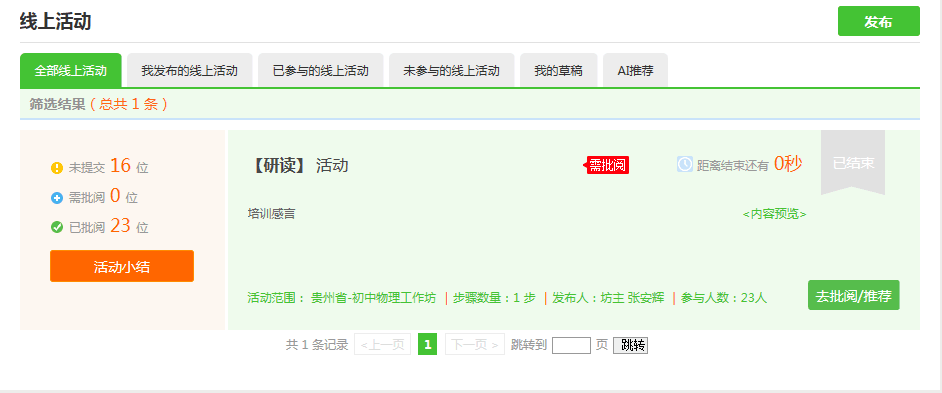 线上活动
发布
全部线上活动 我发布的线上活动 已参与的线上活动 未参与的线上活动 我的草稿 AI推荐
筛选结果（总共 1 条）
未提交 16 位
需批阅 0 位
已批阅 23 位
活动小结
【研读】 活动
需批阅
距离结束还有 0秒
已结束
培训感言
<内容预览>
活动范围： 贵州省-初中物理工作坊 | 步骤数量：1 步 | 发布人：坊主 张安辉 | 参与人数：23人
去批阅/推荐
共 1 条记录 <上一页 1 下一页 > 跳转到 页 跳转